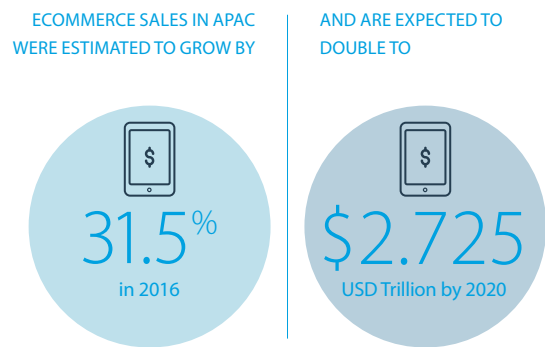 ECOMMERCE SALES IN APAC
WERE ESTIMATED TO GROW BY
$
31.5%
in 2016
AND ARE EXPECTED TO
DOUBLE TO
$
$2.725
USD Trillion by 2020